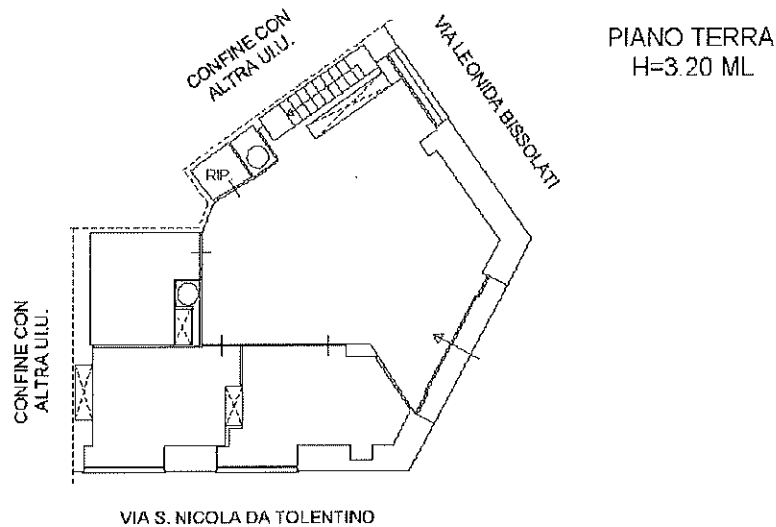 PIANO TERRA
H=3.20 ML
CONFINE CON
ALTRA U.I.U.
VIA LEONIDA BISSOLATI
RIP.
CONFINE CON
ALTRA U.I.U.
VIA S. NICOLA DA TOLENTINO